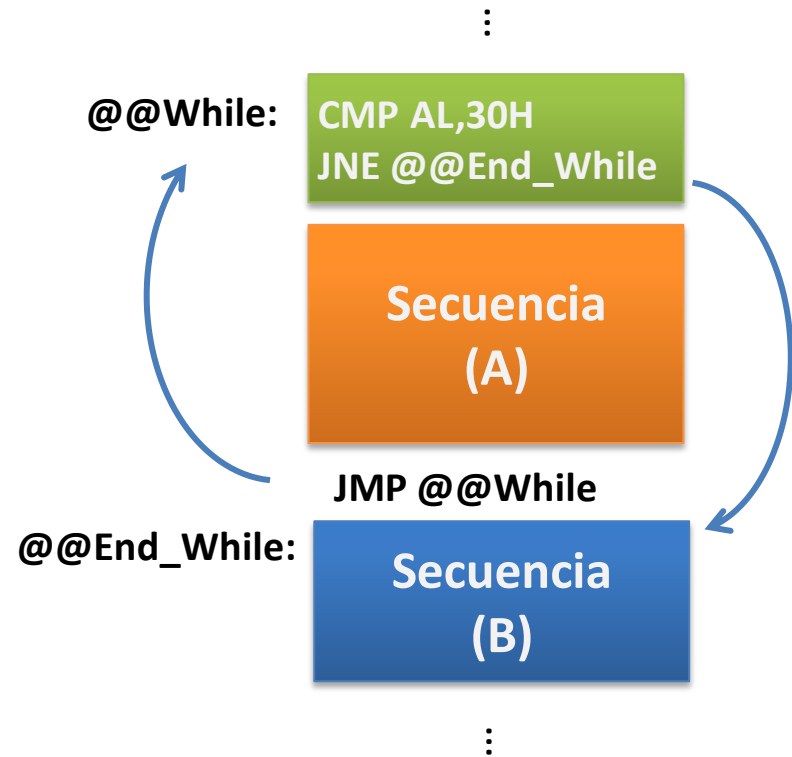 ...
@@While:
CMP AL,30H
JNE @@End_While
Secuencia
(A)
JMP @@While
@@End_While:
Secuencia
(B)
...